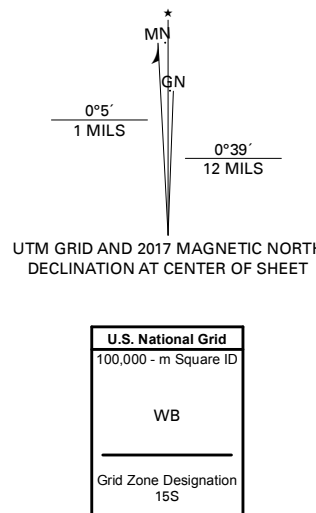 ★
MN
GN
0°5´
1 MILS
0°39´
12 MILS
UTM GRID AND 2017 MAGNETIC NORTH
DECLINATION AT CENTER OF SHEET
U.S. National Grid
100,000 - m Square ID
WB
Grid Zone Designation
15S